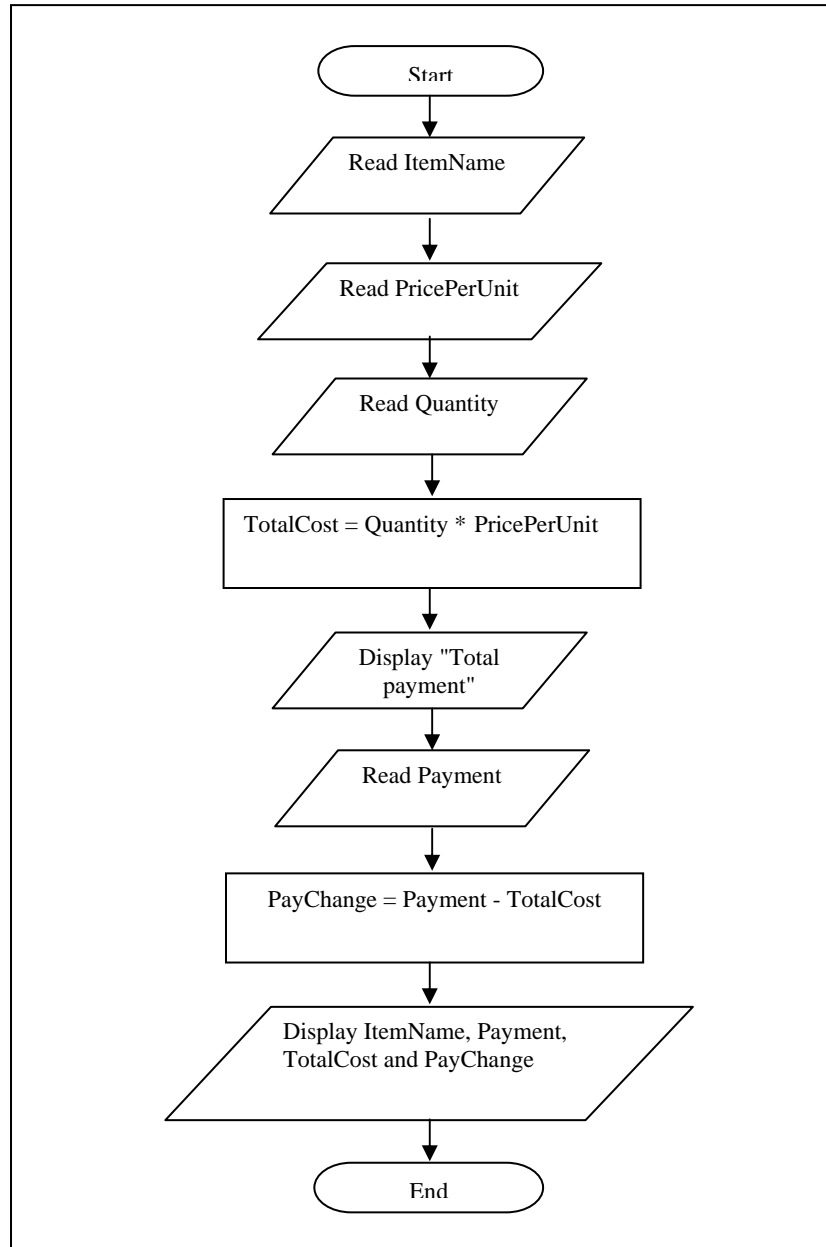 Start
Read ItemName
Read PricePerUnit
Read Quantity
TotalCost = Quantity * PricePerUnit
Display "Total
payment"
Read Payment
PayChange = Payment - TotalCost
Display ItemName, Payment,
TotalCost and PayChange
End